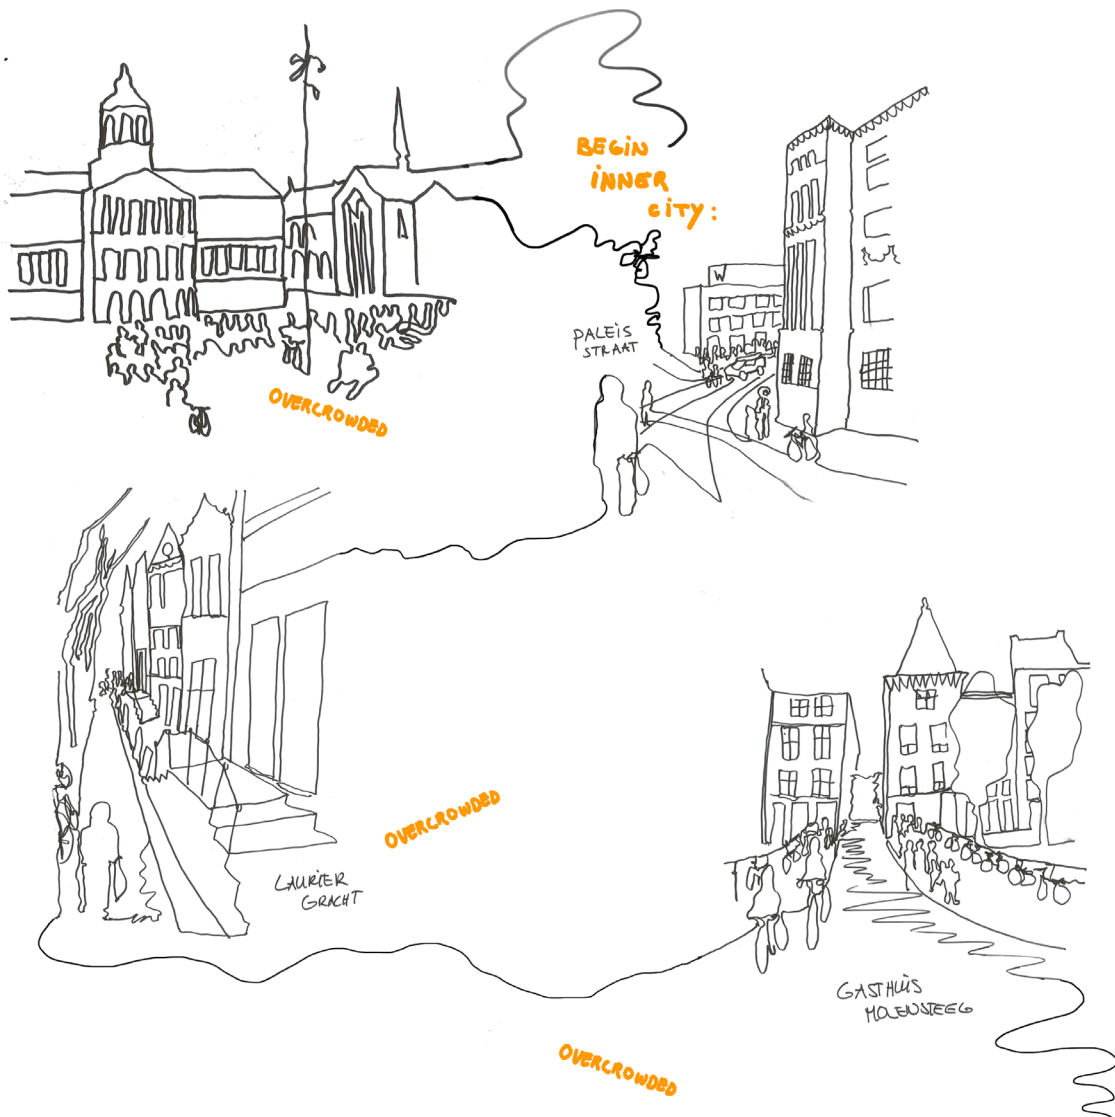 BEGIN
INNER
CITY:
W
PALEIS
STRAAT
OVERCROWDED
OVERCROWDED
LAURIER
GRACHT
GASTHUIS
MOLENSTEEG
OVERCROWDED